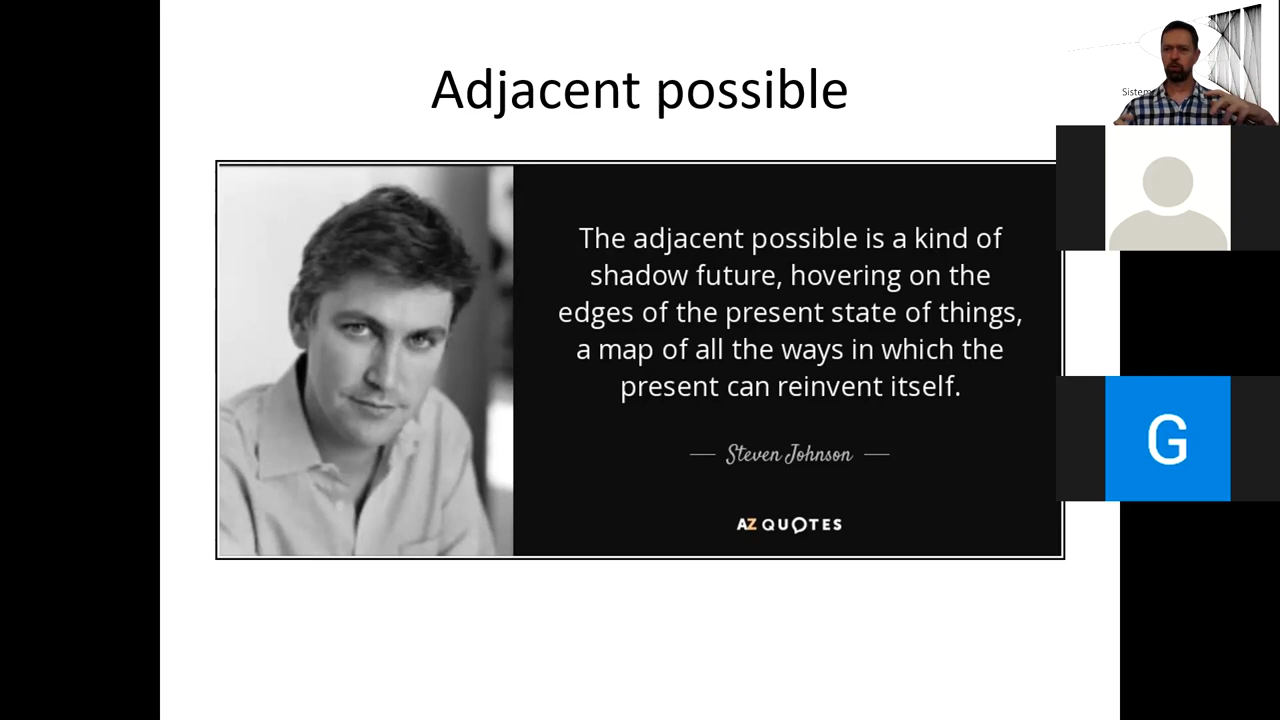 Adjacent possible
Sistem
The adjacent possible is a kind of
shadow future, hovering on the
edges of the present state of things,
a map of all the ways in which the
present can reinvent itself.
Steven Johnson
AZ QUOTES
G